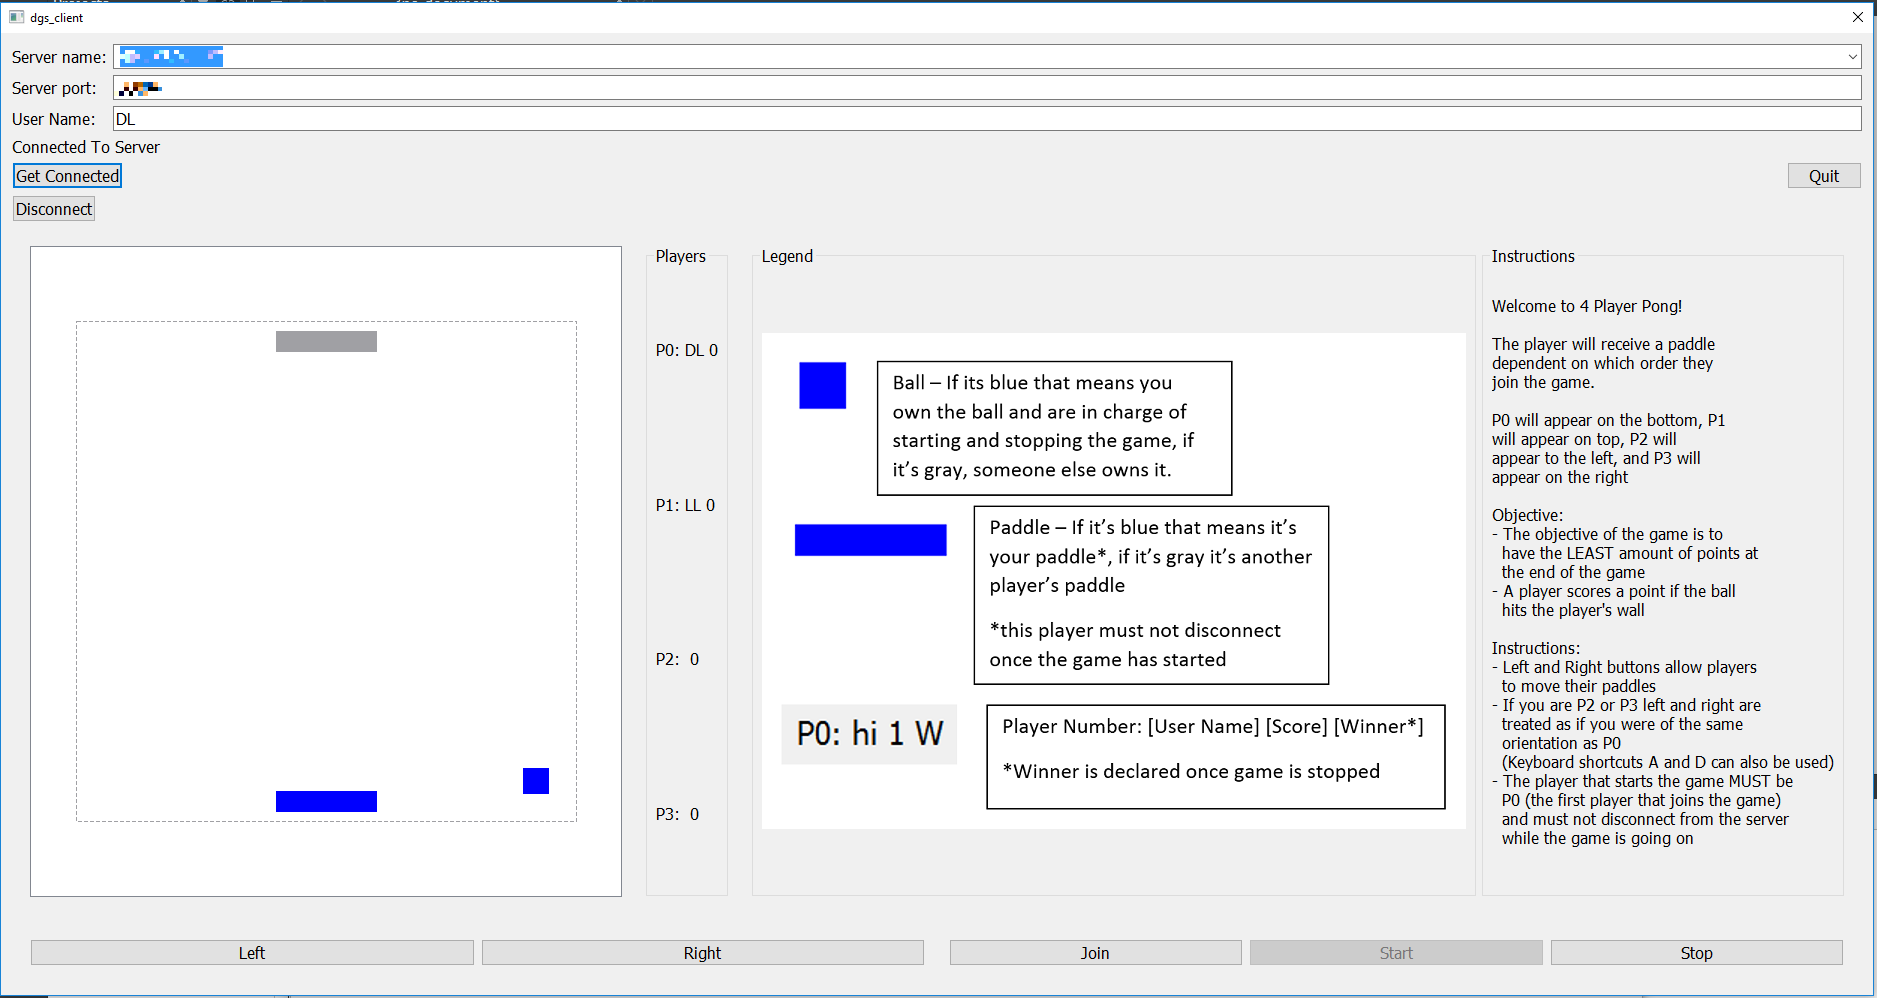 dgs_client
Server name:
Server port:
User Name: DL
Connected To Server
Get Connected
Quit
Disconnect
Players
P0: DL 0
P1: LL 0
P2: 0
P3: 0
Legend
Ball – If its blue that means you
own the ball and are in charge of
starting and stopping the game, if
it's gray, someone else owns it.
Paddle – If it's blue that means it's
your paddle*, if it's gray it's another
player's paddle
*this player must not disconnect
once the game has started
P0: hi 1 W
Player Number: [User Name] [Score] [Winner*]
*Winner is declared once game is stopped
Instructions
Welcome to 4 Player Pong!
The player will receive a paddle
dependent on which order they
join the game.
P0 will appear on the bottom, P1
will appear on top, P2 will
appear to the left, and P3 will
appear on the right
Objective:
- The objective of the game is to
have the LEAST amount of points at
the end of the game
- A player scores a point if the ball
hits the player's wall
Instructions:
- Left and Right buttons allow players
to move their paddles
- If you are P2 or P3 left and right are
treated as if you were of the same
orientation as P0
(Keyboard shortcuts A and D can also be used)
- The player that starts the game MUST be
P0 (the first player that joins the game)
and must not disconnect from the server
while the game is going on
Left
Right
Join
Start
Stop